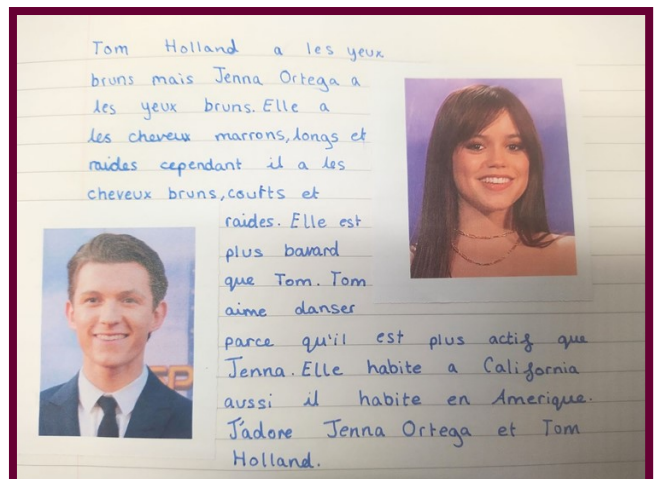 Tom Holland a les yeux
bruns mais Jenna Ortega a
les yeux bruns. Elle a
les cheveux marrons, longs et
raides cependant il a les
cheveux bruns, courts et
raides. Elle est
plus bavard
que Tom. Tom
aime danser
parce qu'il est plus actif que
Jenna. Elle habite a California
aussi il habite en Amerique.
J'adore Jenna Ortega et Tom
Holland.